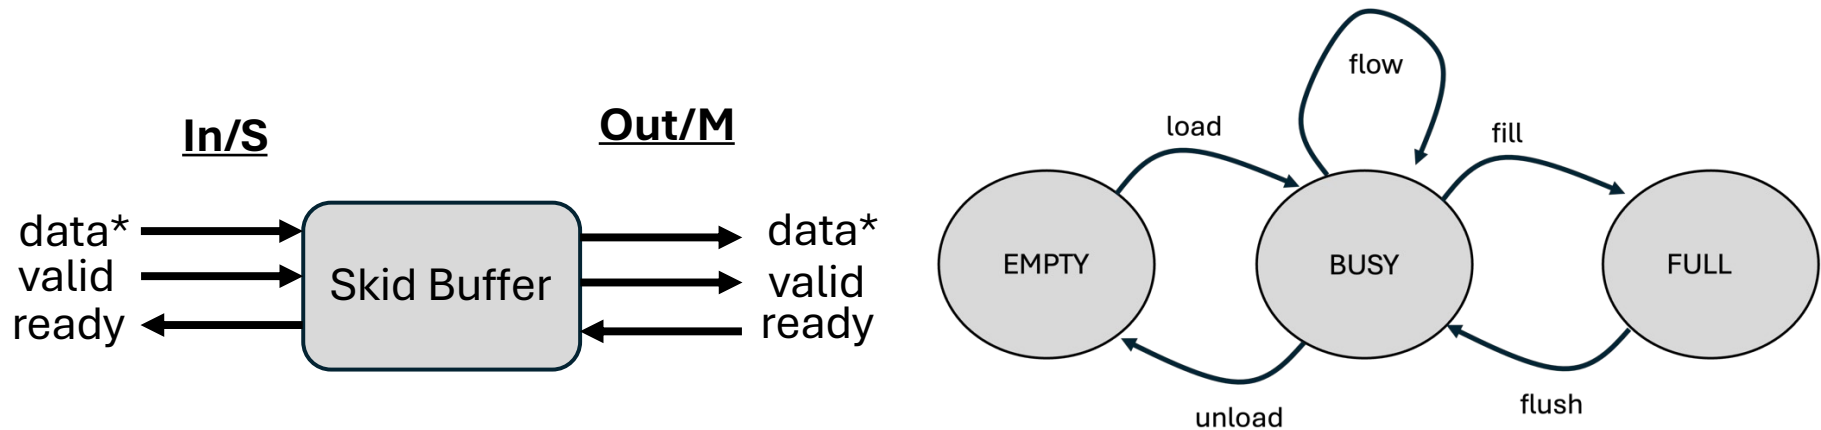 In/S
Out/M
data*
valid
ready
Skid Buffer
data*
valid
ready
flow
load
fill
EMPTY
BUSY
FULL
unload
flush